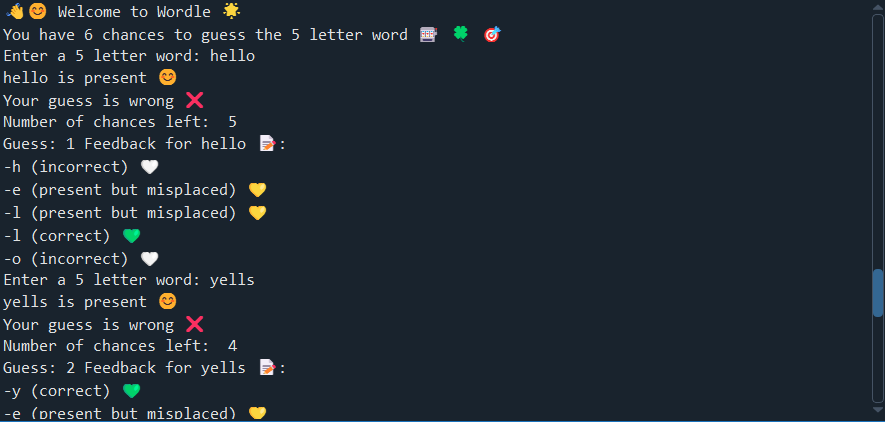 👋😊 Welcome to Wordle 🌟
You have 6 chances to guess the 5 letter word 🗓 🍀 🎯
Enter a 5 letter word: hello
hello is present 😊
Your guess is wrong ❌
Number of chances left:  5
Guess: 1 Feedback for hello 📝:
-h (incorrect) 🤍
-e (present but misplaced) 💛
-l (present but misplaced) 💛
-l (correct) 💚
-o (incorrect) 🤍
Enter a 5 letter word: yells
yells is present 😊
Your guess is wrong ❌
Number of chances left:  4
Guess: 2 Feedback for yells 📝:
-y (correct) 💚
-e (present but misplaced) 💛